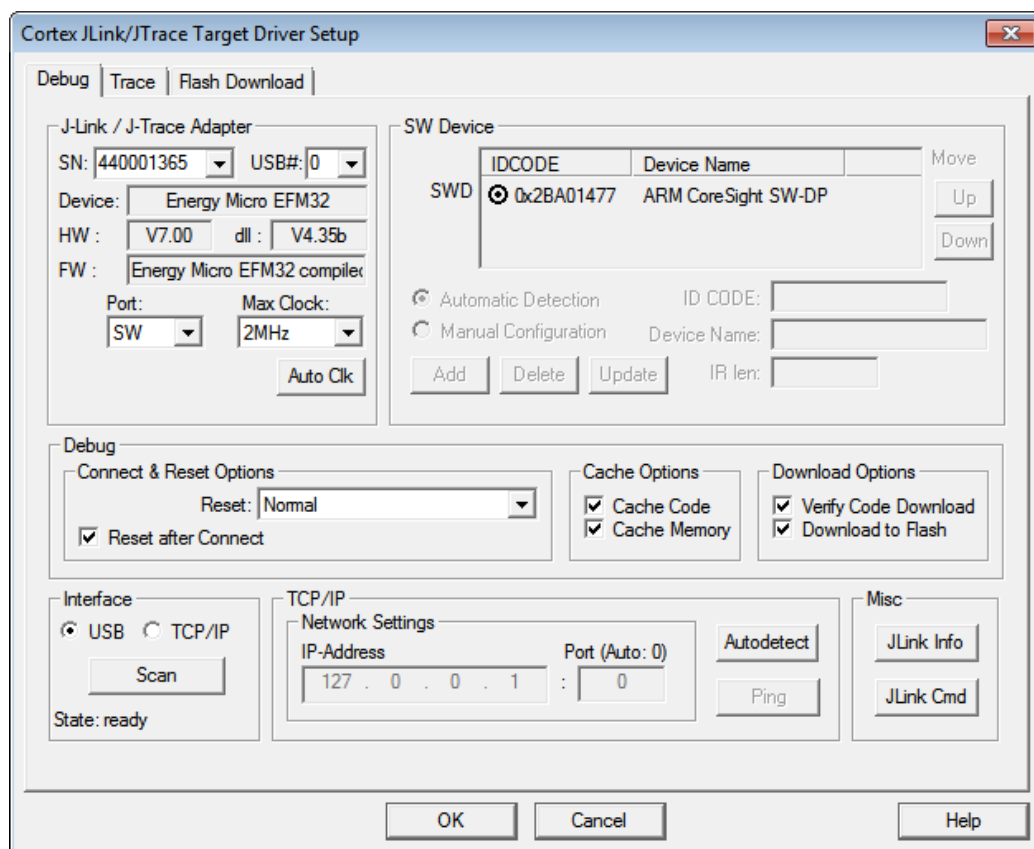 Cortex JLink/JTrace Target Driver Setup
Debug Trace Flash Download
J-Link / J-Trace Adapter
SN: 440001365 USB#: 0
Device: Energy Micro EFM32
HW : V7.00 dll : V4.35b
FW : Energy Micro EFM32 compiled
Port: Max Clock:
SW 2MHz
Auto Clk
SW Device
IDCODE Device Name Move
SWD 0x2BA01477 ARM CoreSight SW-DP Up
Down
Automatic Detection ID CODE:
Manual Configuration Device Name:
Add Delete Update IR len:
Debug
Connect & Reset Options
Reset: Normal
Reset after Connect
Cache Options
Cache Code
Cache Memory
Download Options
Verify Code Download
Download to Flash
Interface
USB TCP/IP
Scan
State: ready
TCP/IP
Network Settings
IP-Address Port (Auto: 0)
127 . 0 . 0 . 1 : 0
Autodetect
Ping
Misc
JLink Info
JLink Cmd
OK Cancel Help